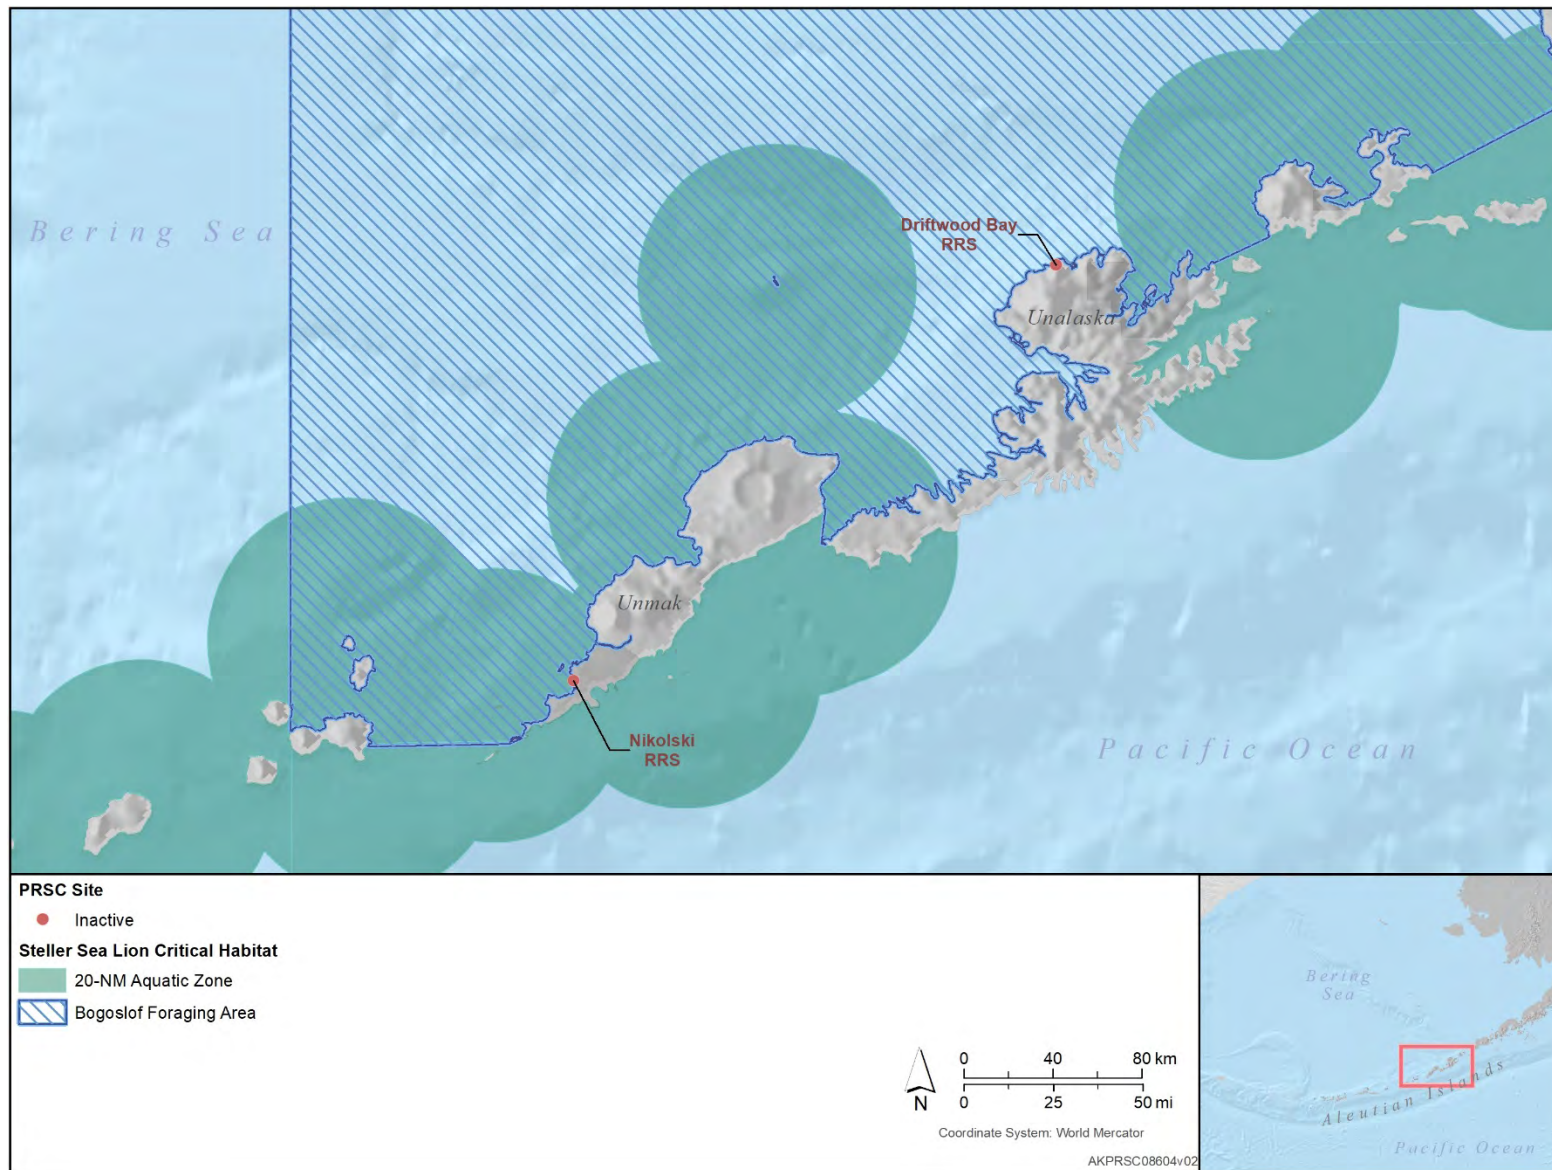 Bering Sea
Driftwood Bay
RRS
Unalaska
Unmak
Nikolski
RRS
Pacific Ocean
PRSC Site
Inactive
Steller Sea Lion Critical Habitat
20-NM Aquatic Zone
Bogoslof Foraging Area
N
0 40 80 km
0 25 50 mi
Coordinate System: World Mercator
AKPRSC08604v02
Bering
Sea
Aleutian Islands
Pacific Ocean